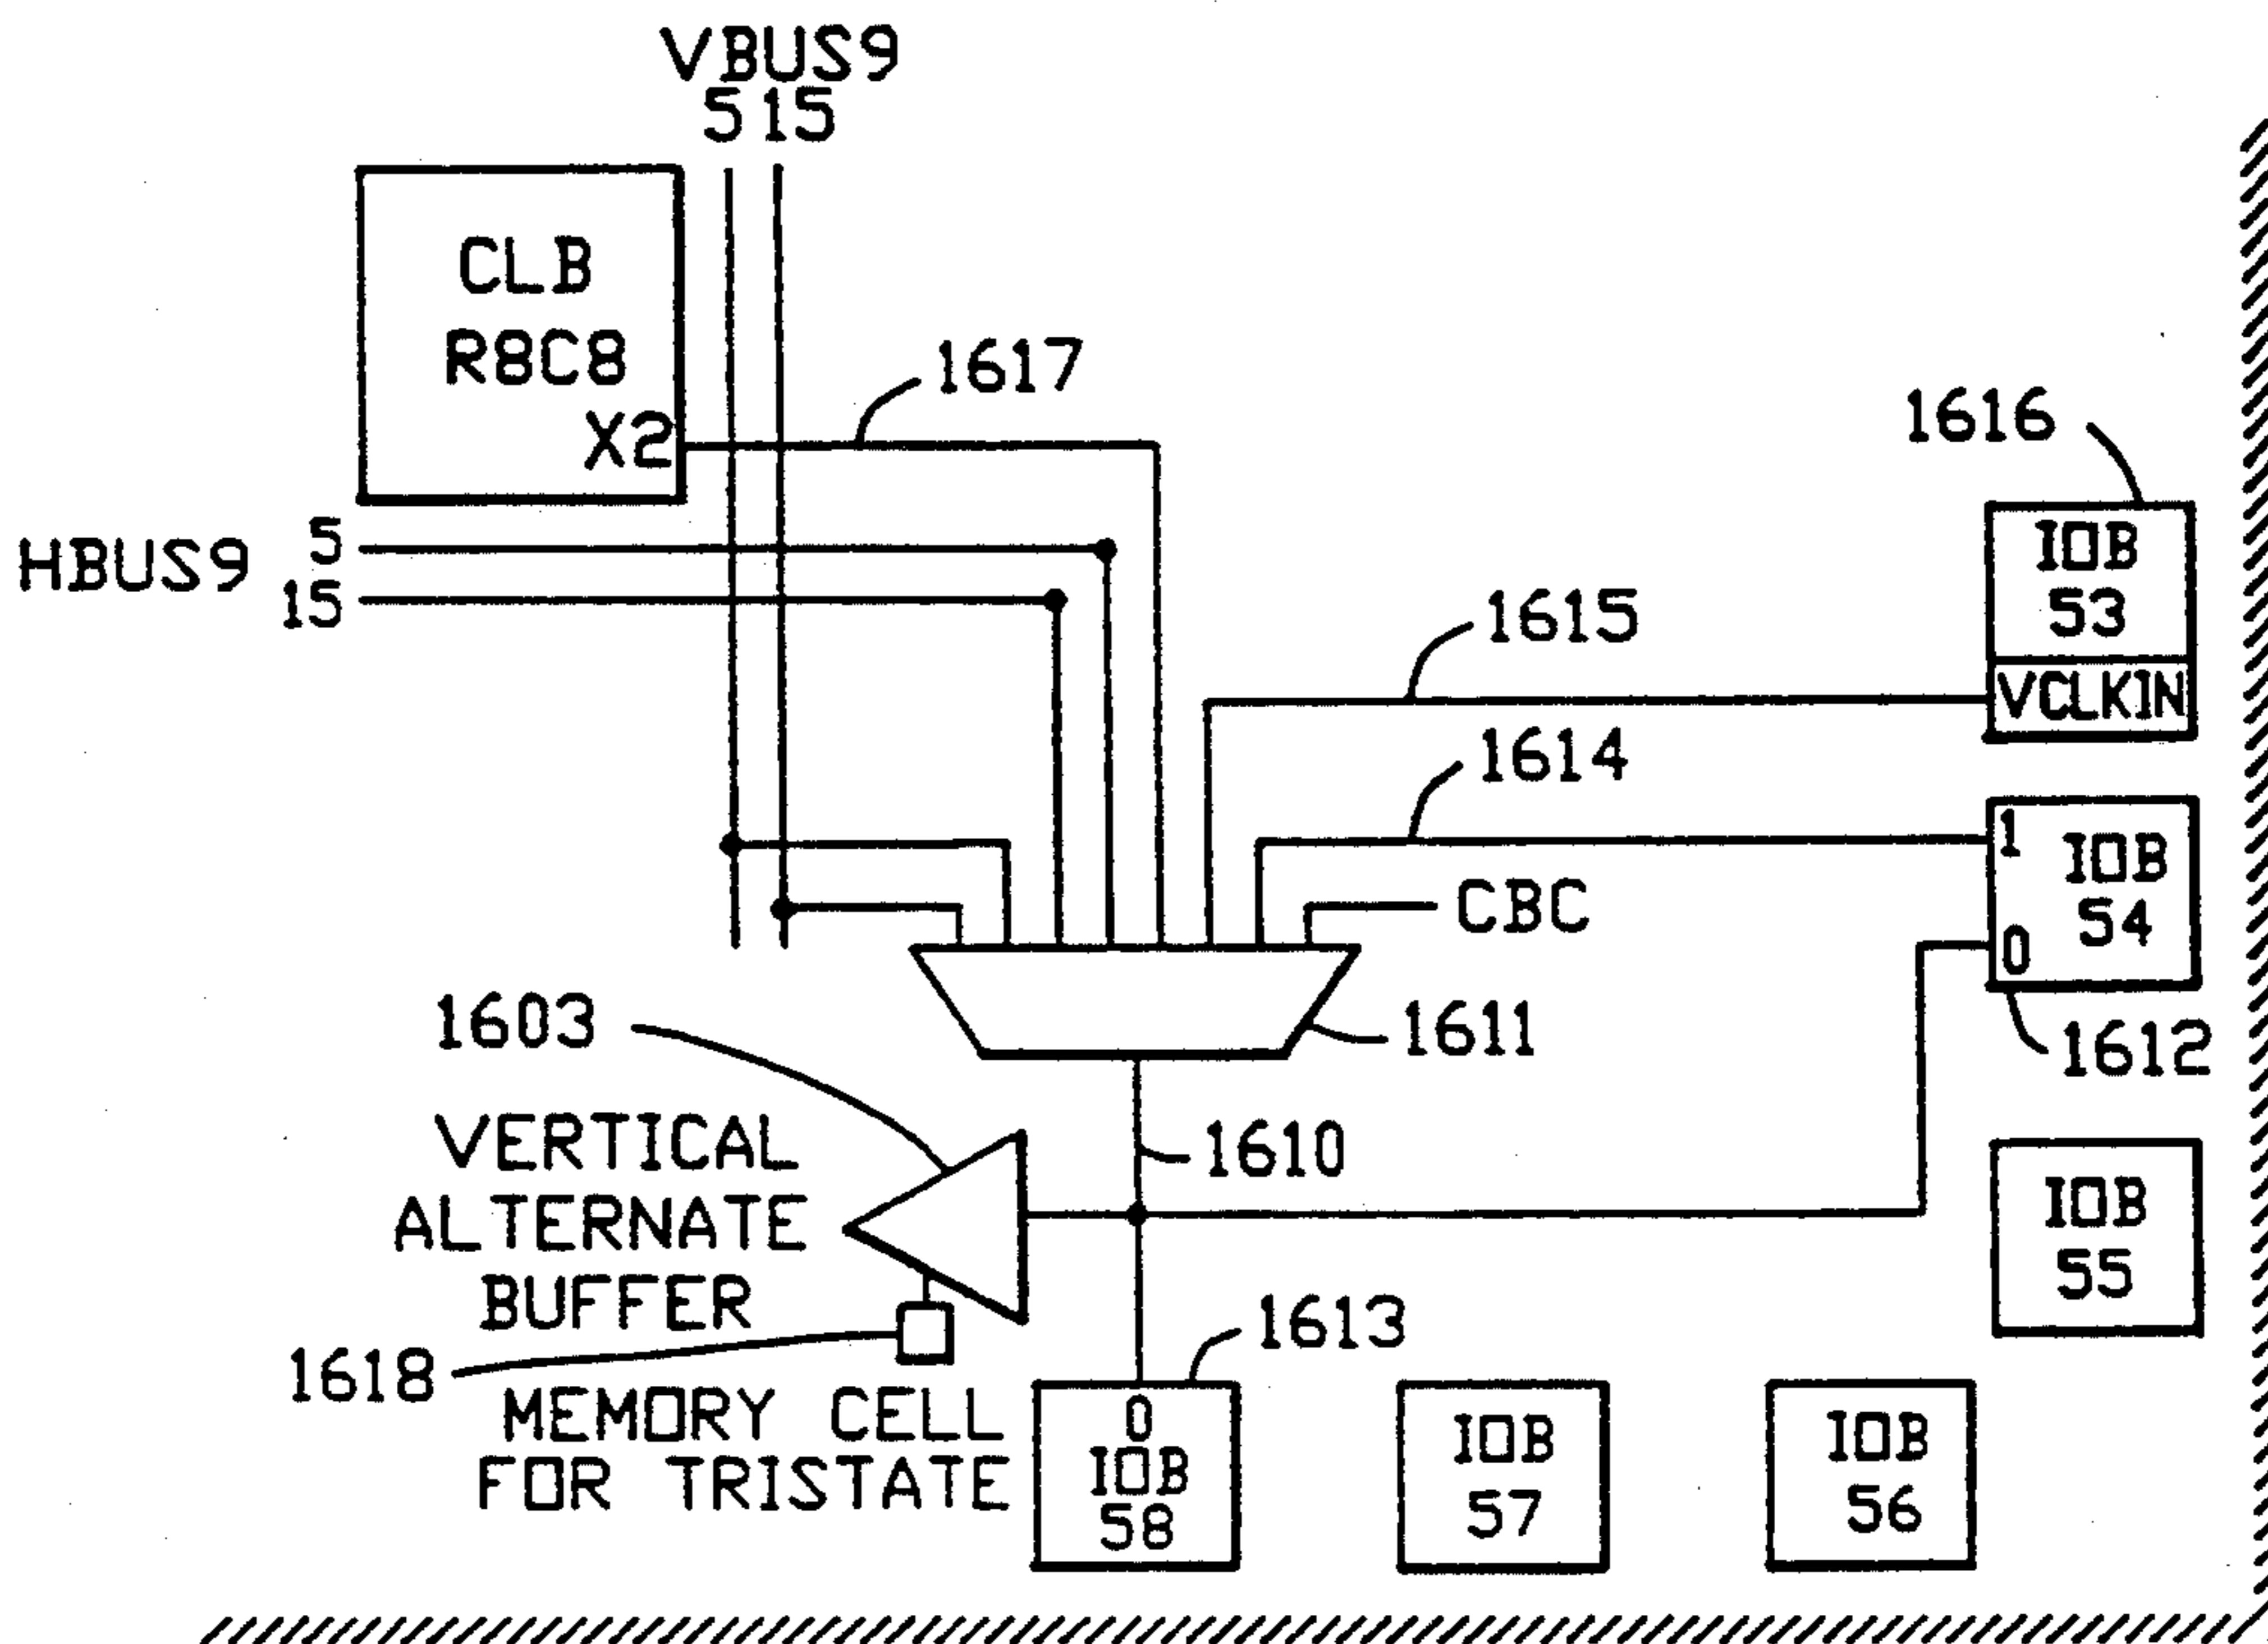 VBUS9
5 15
CLB
R8C8
X2
1617
1616
HBUS9
5
15
IOB
53
VCLKIN
1615
1614
1
IOB
54
0
CBC
1612
1603
1611
VERTICAL
ALTERNATE
BUFFER
1610
IOB
55
1613
1618
MEMORY CELL
FOR TRISTATE
0
IOB
58
IOB
57
IOB
56